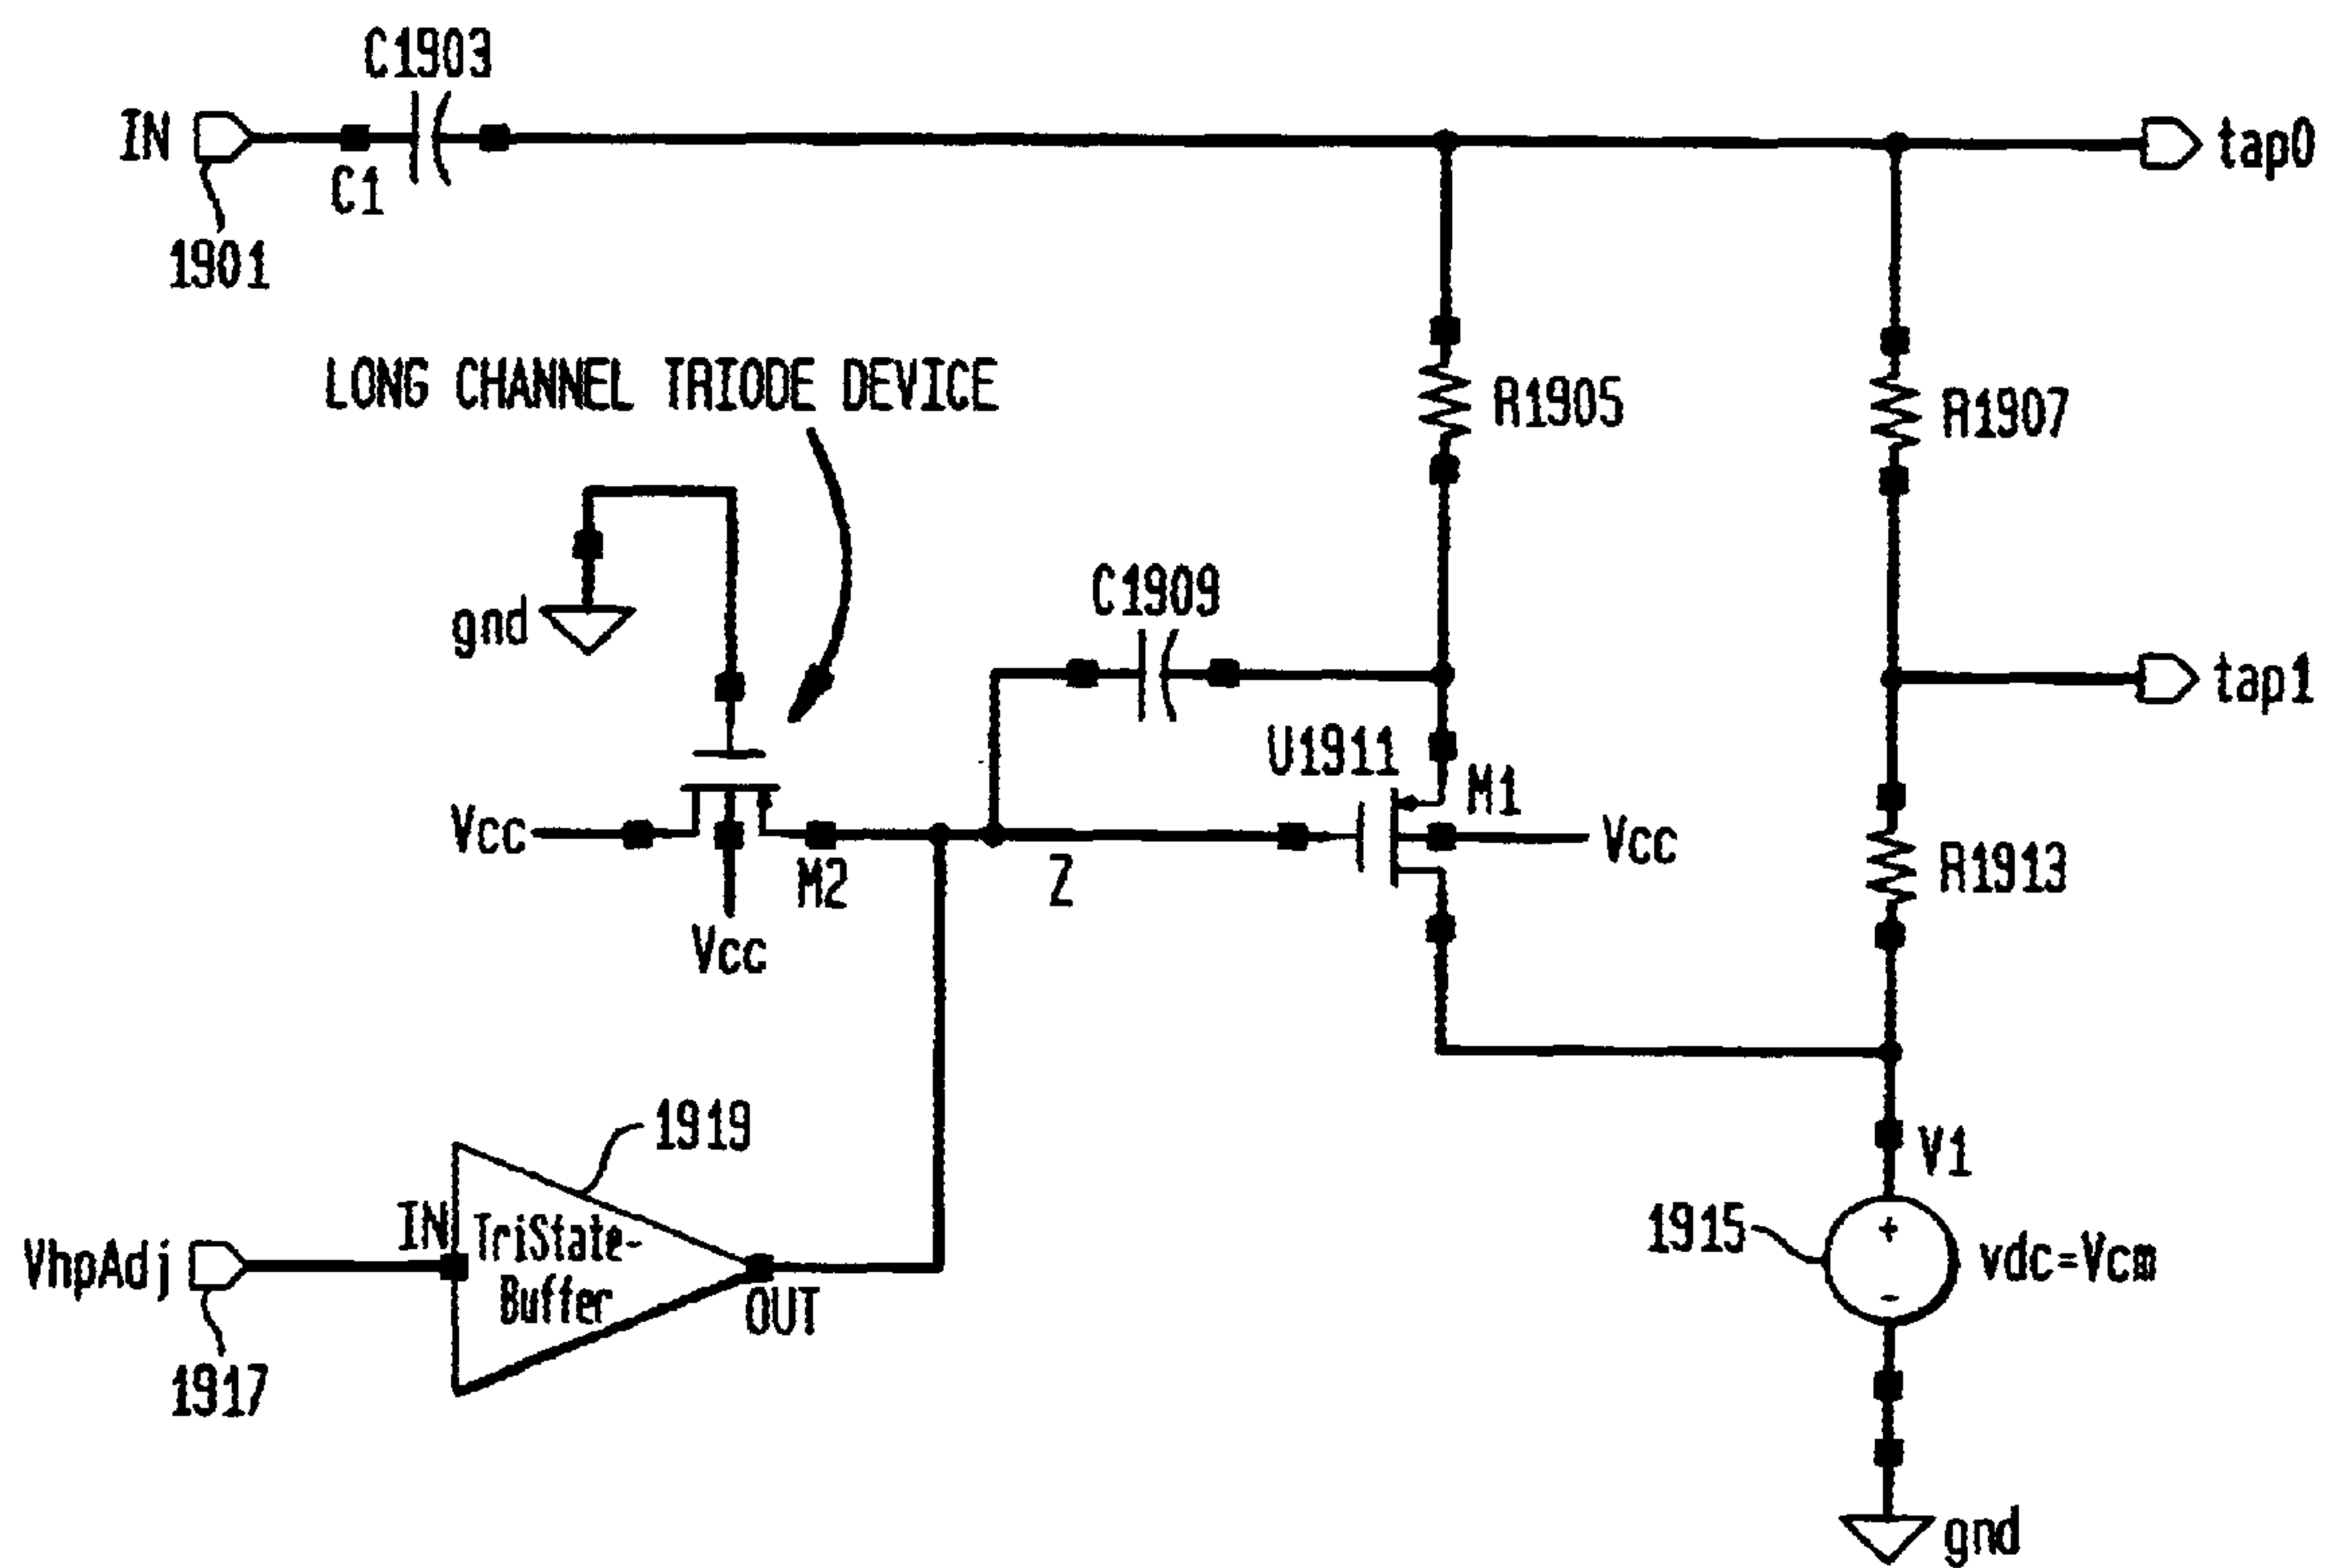 C1903
IN
C1
1901
tap0
LONG CHANNEL TRIODE DEVICE
R1905
R1907
gnd
C1909
tap1
U1911
M1
Vcc
M2
Z
Vcc
R1913
Vcc
1919
V1
IN
TriState-
Buffer
OUT
VhpAdj
1917
1915
+
-
vdc=Vcm
gnd